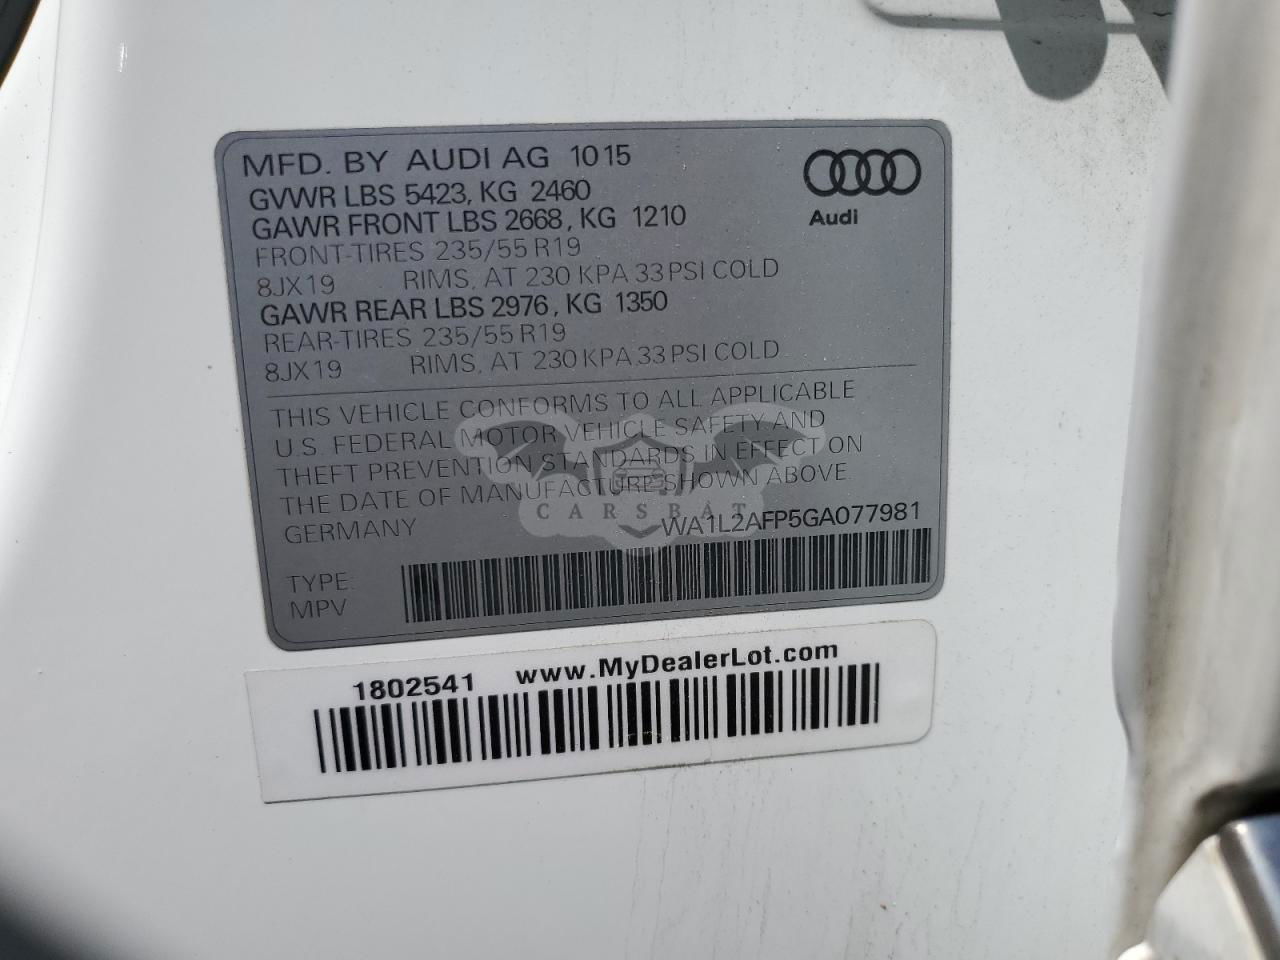 MFD. BY AUDI AG 1015
GVWR LBS 5423, KG 2460
GAWR FRONT LBS 2668, KG 1210
FRONT-TIRES 235/55 R19
8JX19 RIMS, AT 230 KPA 33 PSI COLD
GAWR REAR LBS 2976, KG 1350
REAR-TIRES 235/55 R19
8JX19 RIMS, AT 230 KPA 33 PSI COLD
Audi
THIS VEHICLE CONFORMS TO ALL APPLICABLE
U.S. FEDERAL MOTOR VEHICLE SAFETY AND
THEFT PREVENTION STANDARDS IN EFFECT ON
THE DATE OF MANUFACTURE SHOWN ABOVE.
GERMANY WA1L2AFP5GA077981
CARSBAT
TYPE:
MPV
1802541 www.MyDealerLot.com